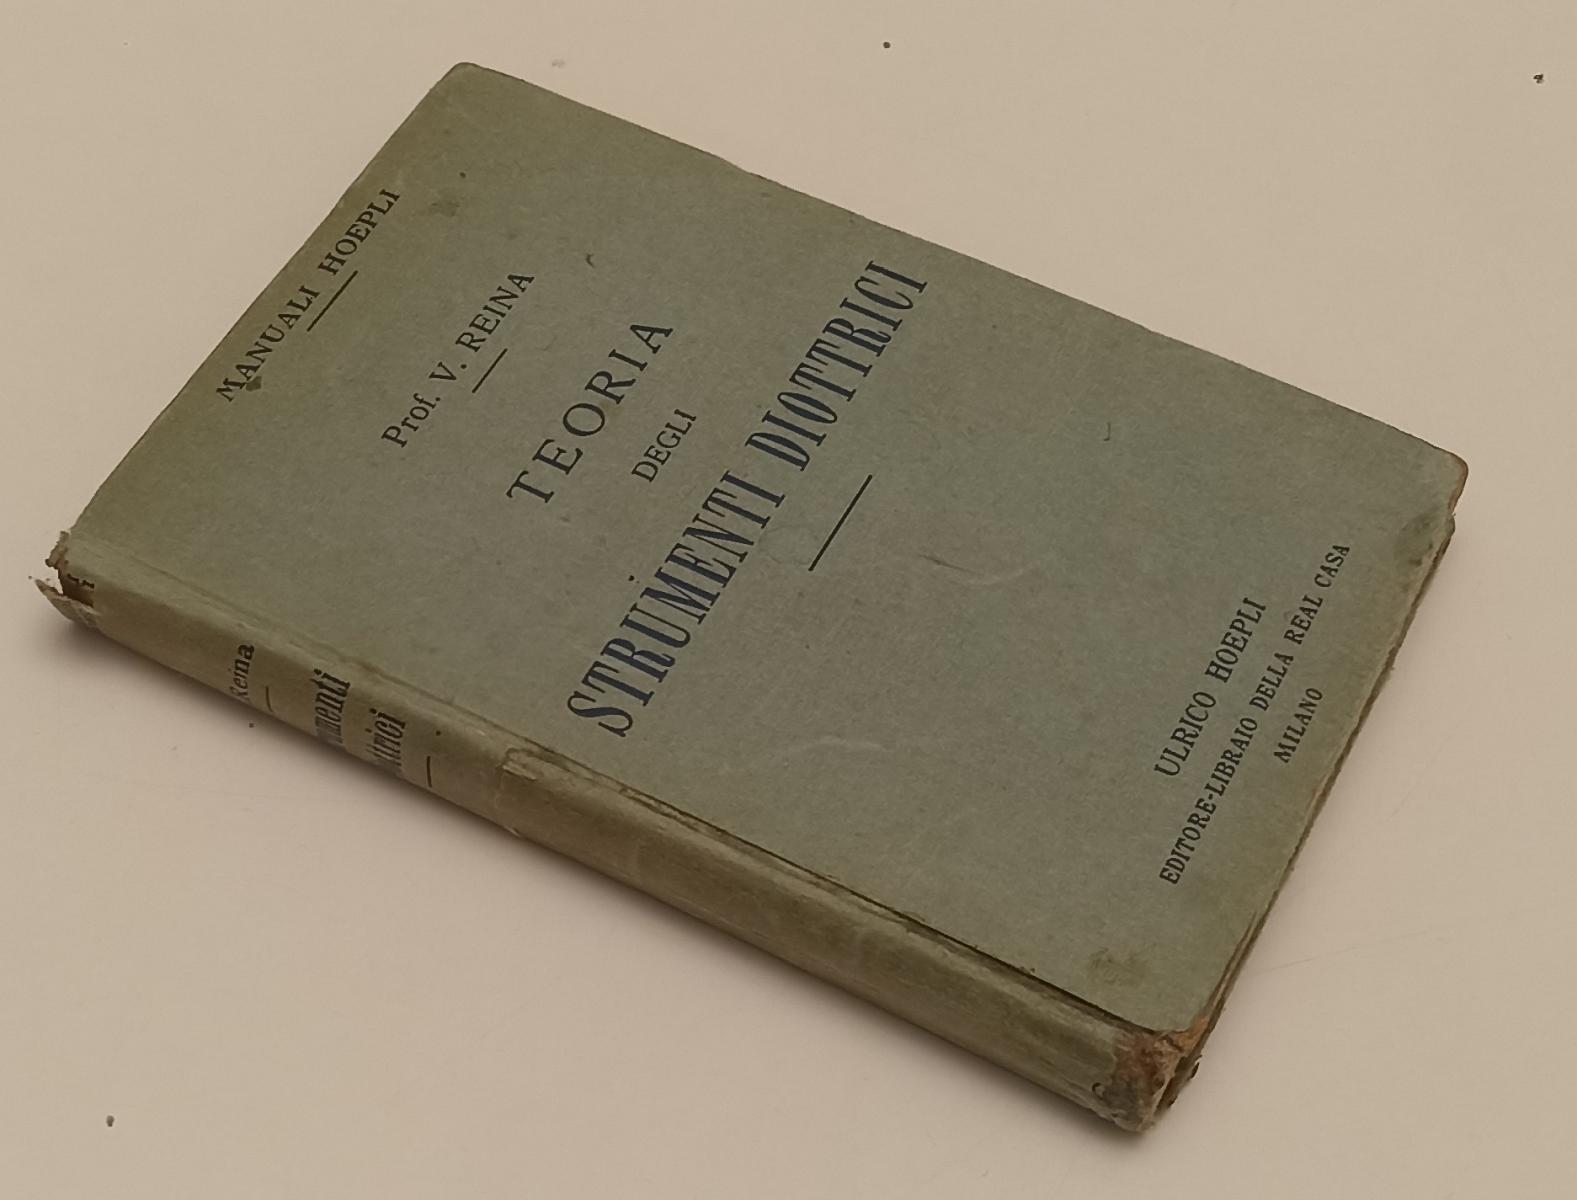 MANUALI HOEPLI
Prof. V. REINA
TEORIA
DEGLI
STRUMENTI DIOTTRICI
ULRICO HOEPLI
EDITORE-LIBRAIO DELLA REAL CASA
MILANO
Reina